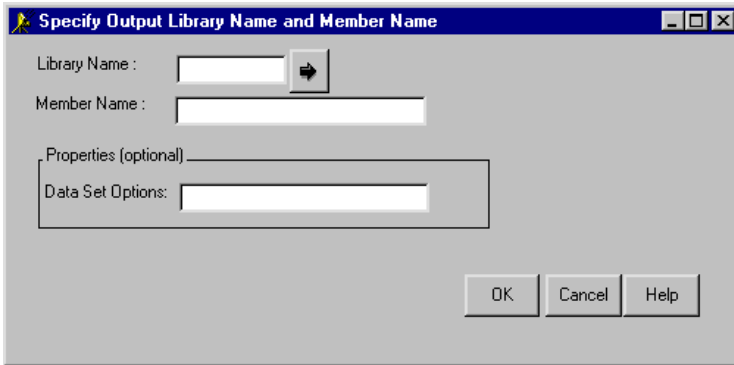 Specify Output Library Name and Member Name
Library Name :
Member Name :
Properties (optional)
Data Set Options:
OK Cancel Help